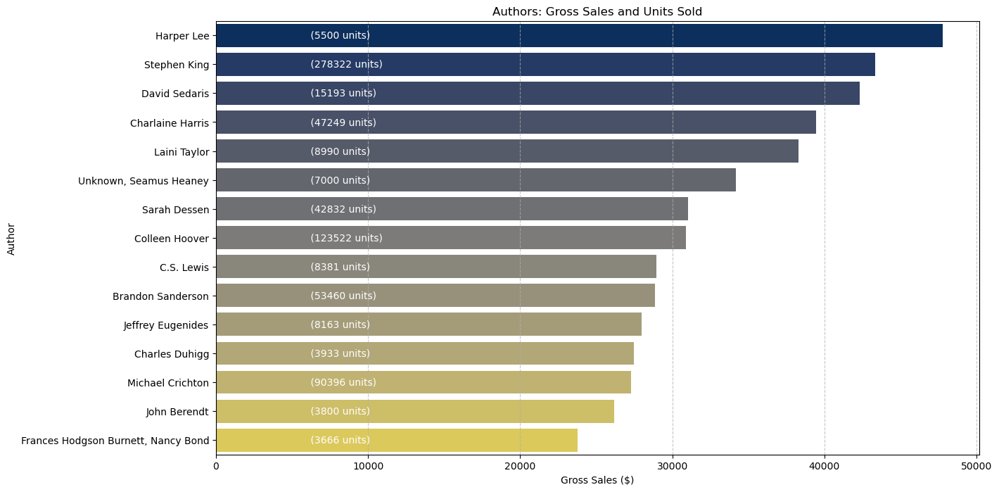 Authors: Gross Sales and Units Sold
Author
Harper Lee (5500 units)
Stephen King (278322 units)
David Sedaris (15193 units)
Charlaine Harris (47249 units)
Laini Taylor (8990 units)
Unknown, Seamus Heaney (7000 units)
Sarah Dessen (42832 units)
Colleen Hoover (123522 units)
C.S. Lewis (8381 units)
Brandon Sanderson (53460 units)
Jeffrey Eugenides (8163 units)
Charles Duhigg (3933 units)
Michael Crichton (90396 units)
John Berendt (3800 units)
Frances Hodgson Burnett, Nancy Bond (3666 units)
0 10000 20000 30000 40000 50000
Gross Sales ($)